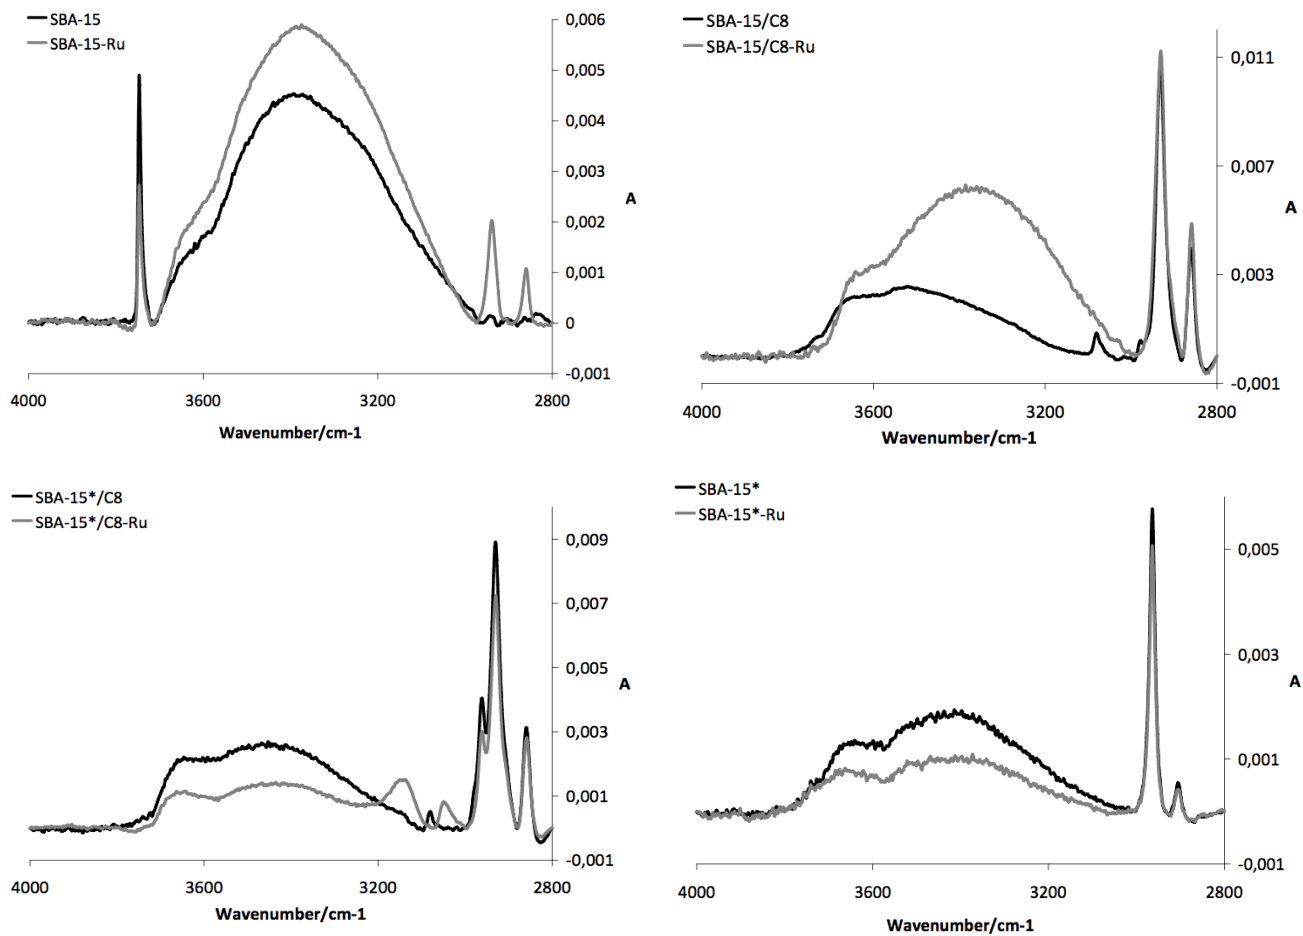 SBA-15
SBA-15-Ru
0,006
0,005
0,004
0,003
0,002
0,001
0
-0,001
A
4000 3600 3200 2800
Wavenumber/cm-1
SBA-15/C8
SBA-15/C8-Ru
0,011
0,007
0,003
-0,001
A
4000 3600 3200 2800
Wavenumber/cm-1
SBA-15*/C8
SBA-15*/C8-Ru
0,009
0,007
0,005
0,003
0,001
-0,001
A
4000 3600 3200 2800
Wavenumber/cm-1
SBA-15*
SBA-15*-Ru
0,005
0,003
0,001
-0,001
A
4000 3600 3200 2800
Wavenumber/cm-1